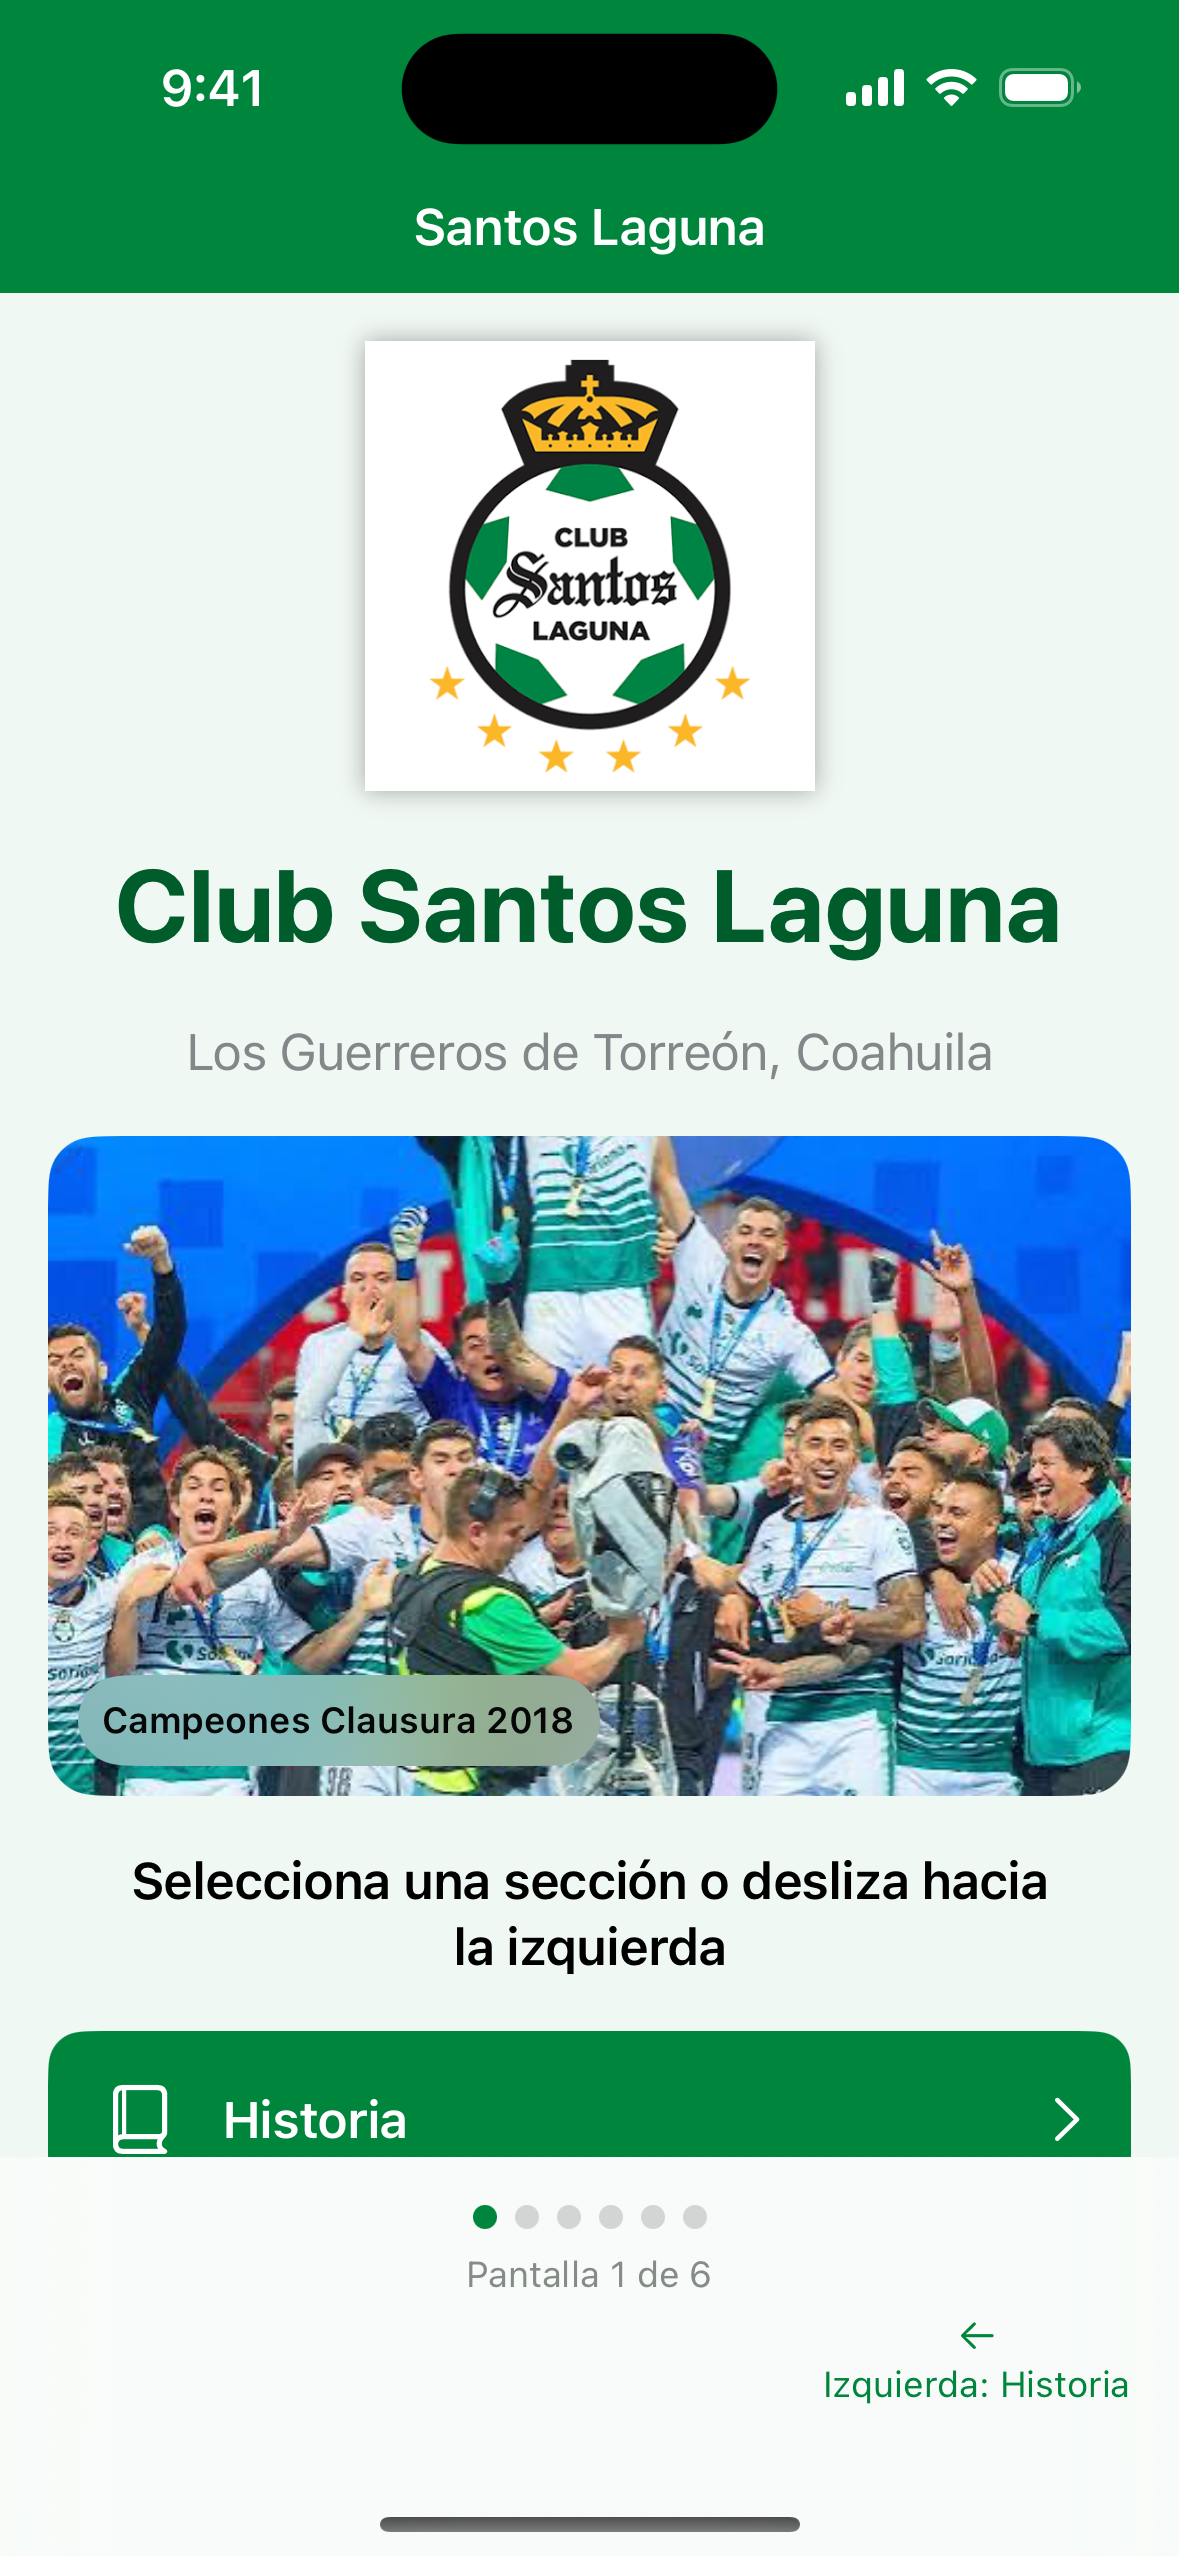 9:41
Santos Laguna
CLUB
Santos
LAGUNA
Club Santos Laguna
Los Guerreros de Torreón, Coahuila
Campeones Clausura 2018
Selecciona una sección o desliza hacia
la izquierda
Historia
Pantalla 1 de 6
Izquierda: Historia